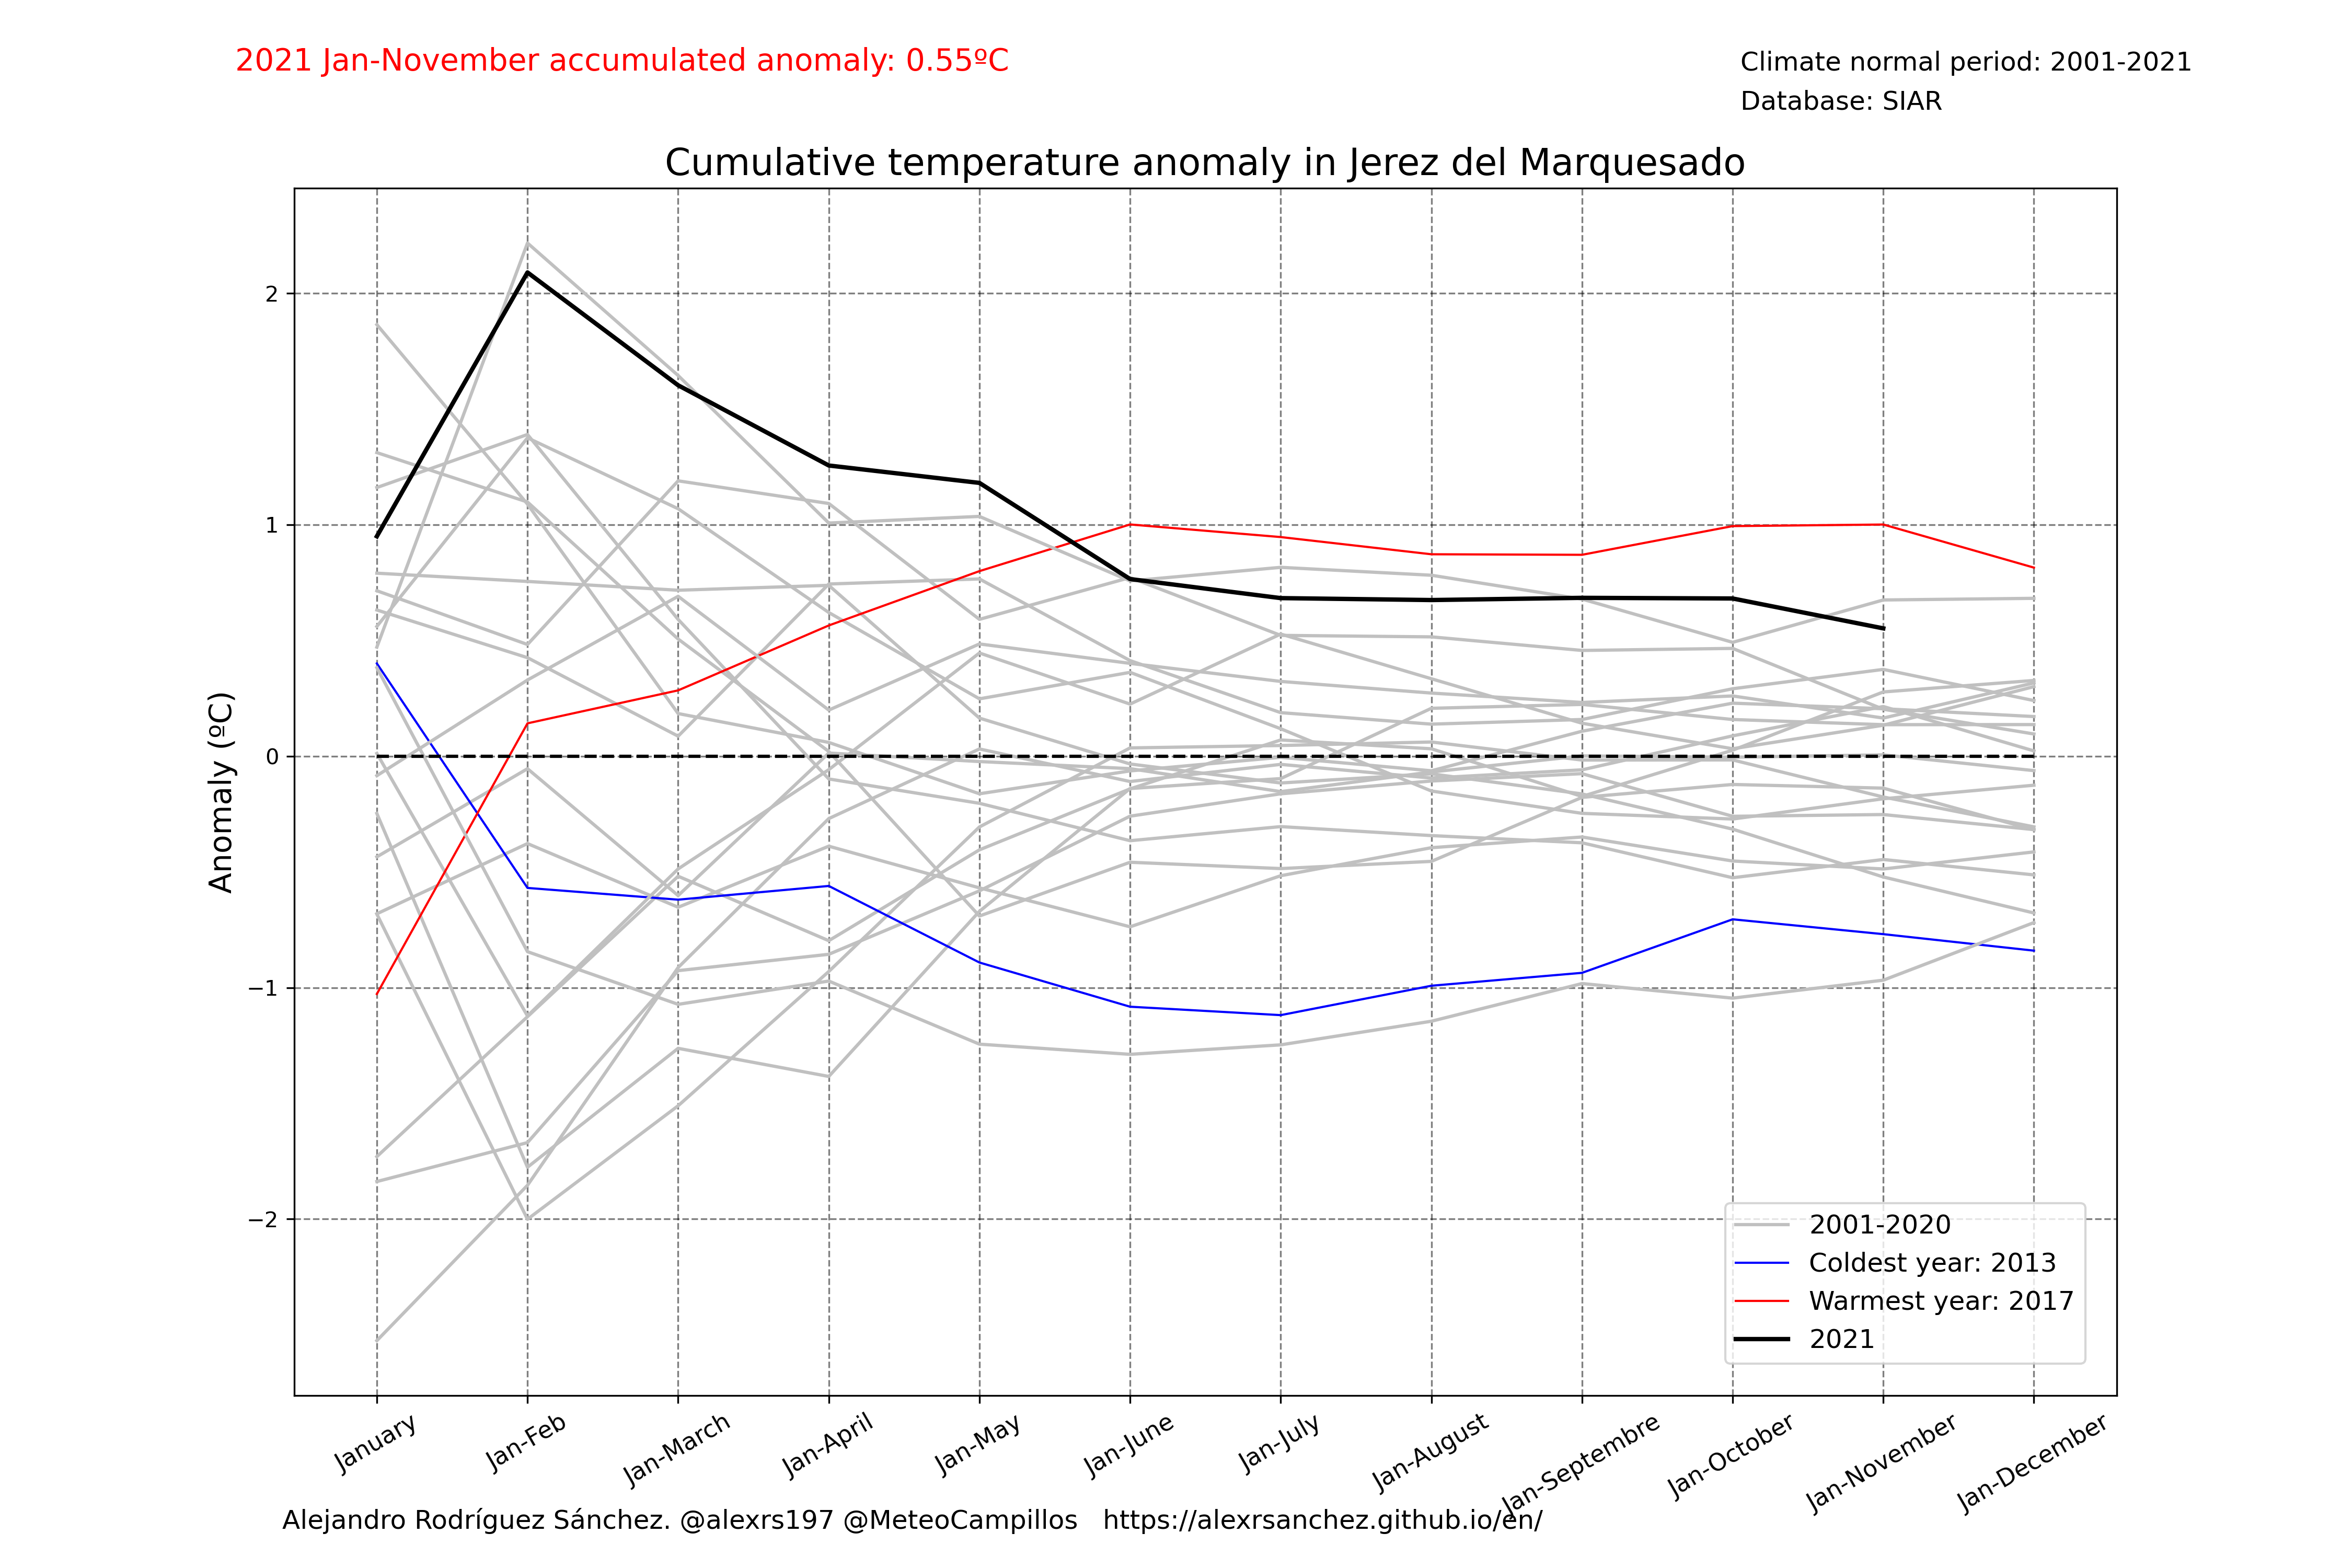 2021 Jan-November accumulated anomaly: 0.55ºC
Climate normal period: 2001-2021
Database: SIAR
Cumulative temperature anomaly in Jerez del Marquesado
Anomaly (ºC)
2
1
0
−1
−2
2001-2020
Coldest year: 2013
Warmest year: 2017
2021
January
Jan-Feb
Jan-March
Jan-April
Jan-May
Jan-June
Jan-July
Jan-August
Jan-Septembre
Jan-October
Jan-November
Jan-December
Alejandro Rodríguez Sánchez. @alexrs197 @MeteoCampillos   https://alexrsanchez.github.io/en/